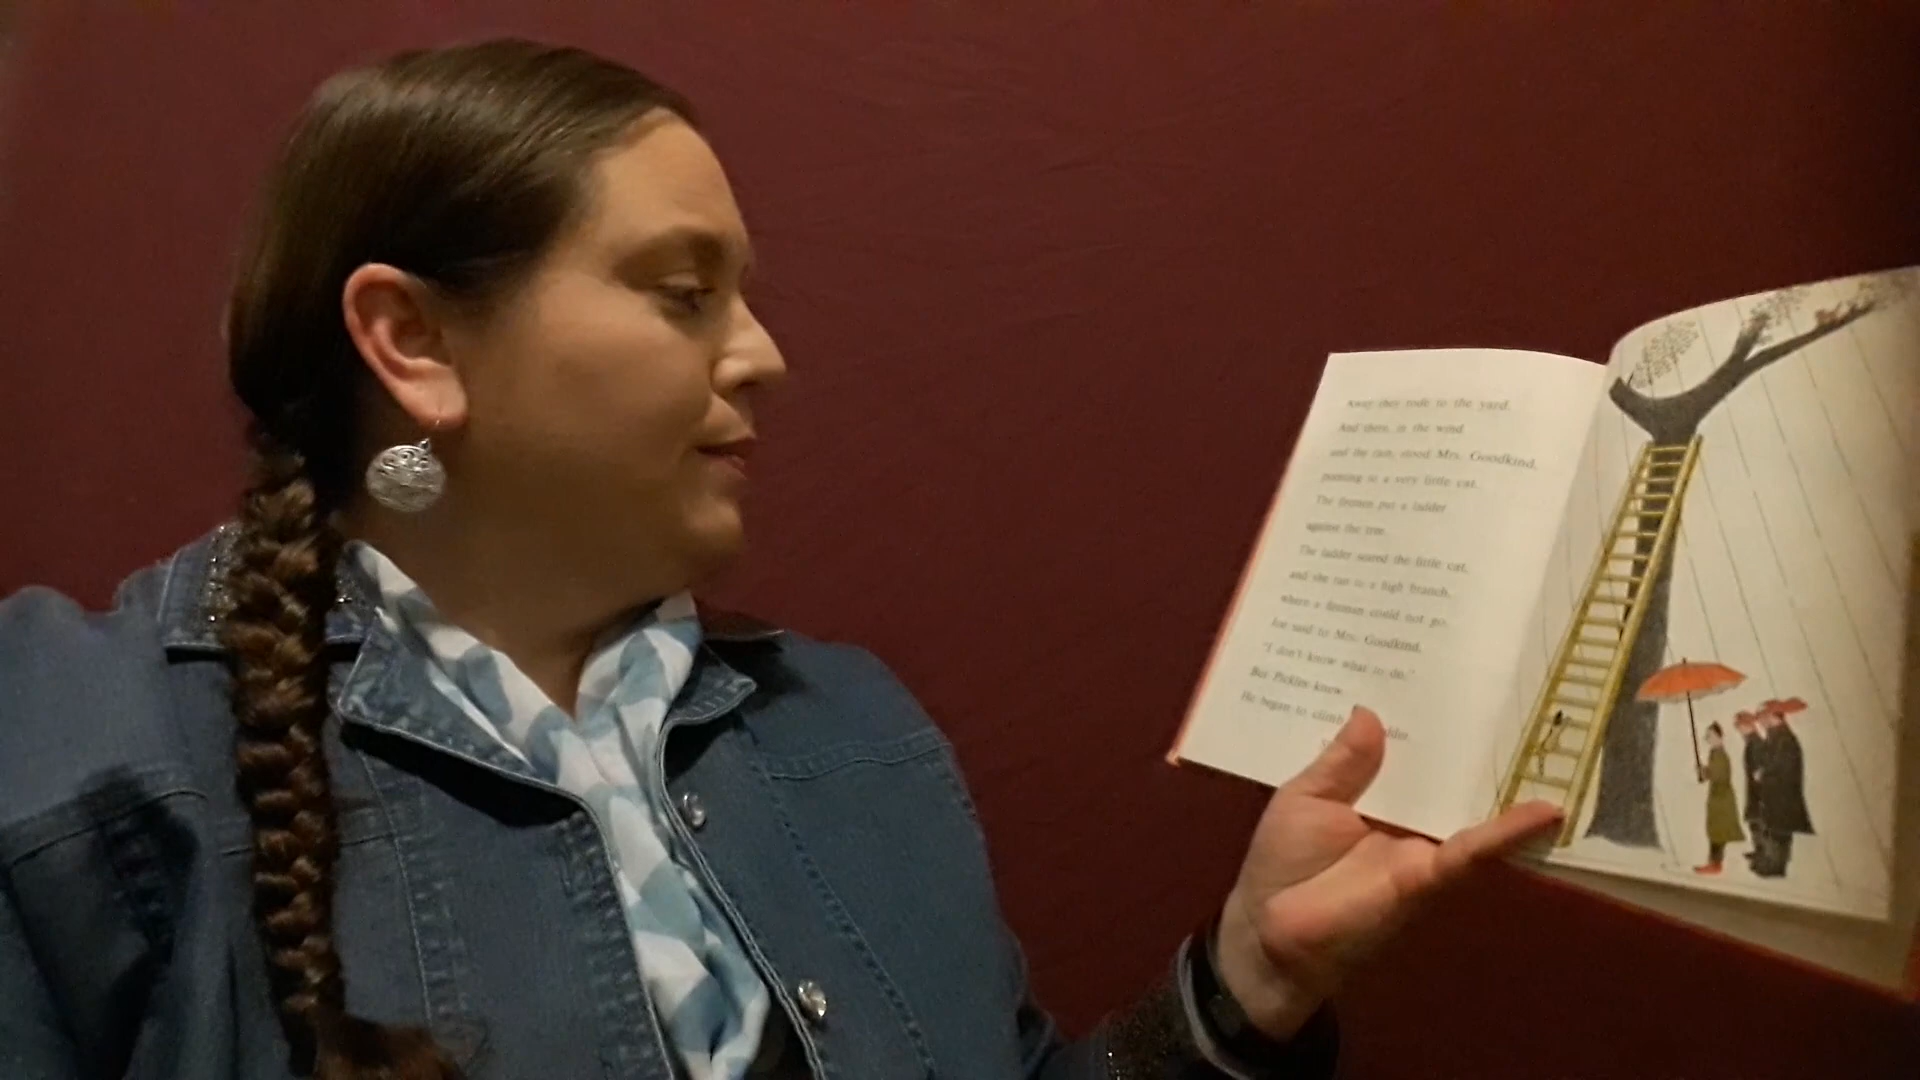 Away they rode to the yard.
And there, in the wind
and the rain, stood Mrs. Goodkind,
pointing to a very little cat.
The firemen put a ladder
against the tree.
The ladder scared the little cat,
and she ran to a high branch,
where a fireman could not go.
Joe said to Mrs. Goodkind,
"I don't know what to do."
But Pickles knew.
He began to climb